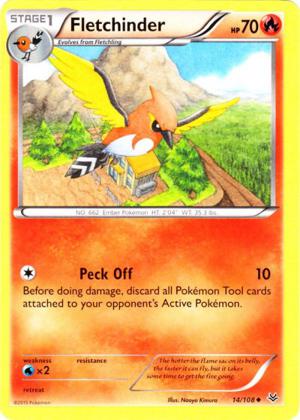 STAGE1 Fletchinder HP70
Evolves from Fletchling
NO. 662 Ember Pokémon HT. 2'04" WT. 35.3 lbs.
Peck Off 10
Before doing damage, discard all Pokémon Tool cards
attached to your opponent's Active Pokémon.
weakness resistance
×2
The hotter the flame sac on its belly,
the faster it can fly, but it takes
some time to get the fire going.
retreat
©2015 Pokémon Illus. Naoyo Kimura 14/108